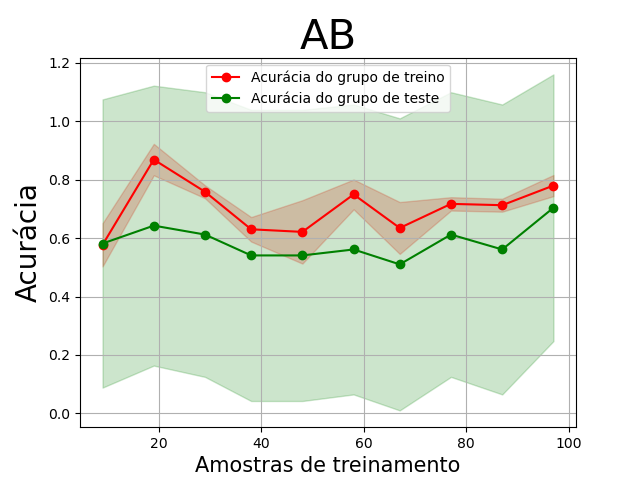 AB
Acurácia do grupo de treino
Acurácia do grupo de teste
Acurácia
1.2
1.0
0.8
0.6
0.4
0.2
0.0
20 40 60 80 100
Amostras de treinamento